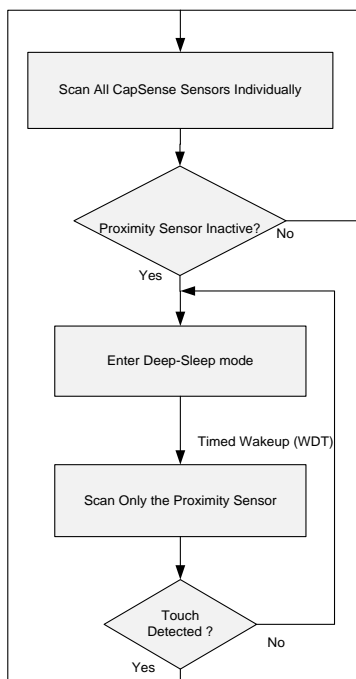 Scan All CapSense Sensors Individually
Proximity Sensor Inactive?
No
Yes
Enter Deep-Sleep mode
Timed Wakeup (WDT)
Scan Only the Proximity Sensor
Touch
Detected ?
No
Yes